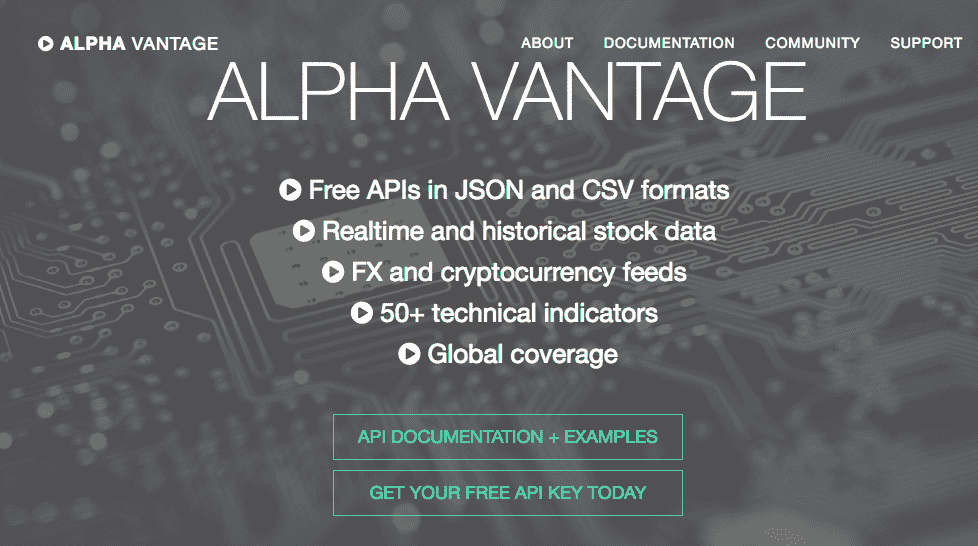 ALPHA VANTAGE
ABOUT DOCUMENTATION COMMUNITY SUPPORT
ALPHA VANTAGE
Free APIs in JSON and CSV formats
Realtime and historical stock data
FX and cryptocurrency feeds
50+ technical indicators
Global coverage
API DOCUMENTATION + EXAMPLES
GET YOUR FREE API KEY TODAY